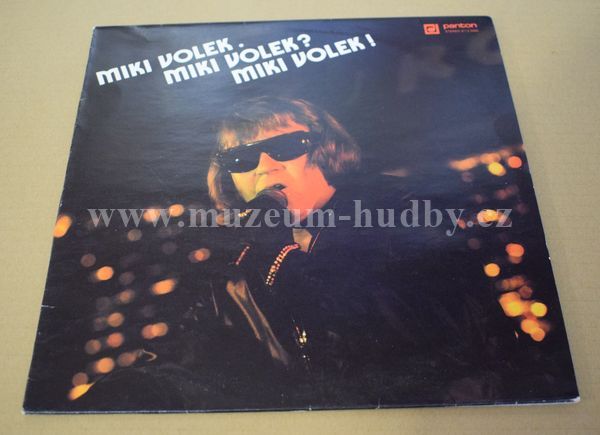 MIKI VOLEK.
MIKI VOLEK?
MIKI VOLEK!
panton
www.muzeum-hudby.cz